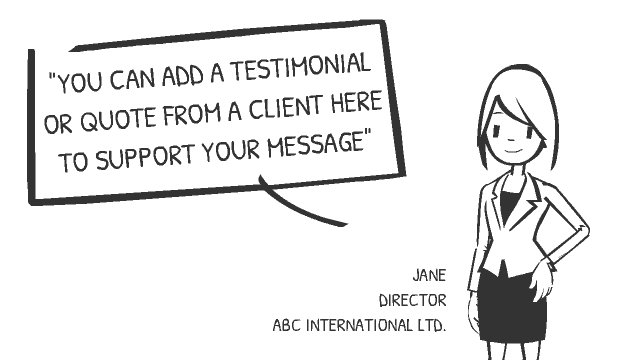 "YOU CAN ADD A TESTIMONIAL
OR QUOTE FROM A CLIENT HERE
TO SUPPORT YOUR MESSAGE"
JANE
DIRECTOR
ABC INTERNATIONAL LTD.